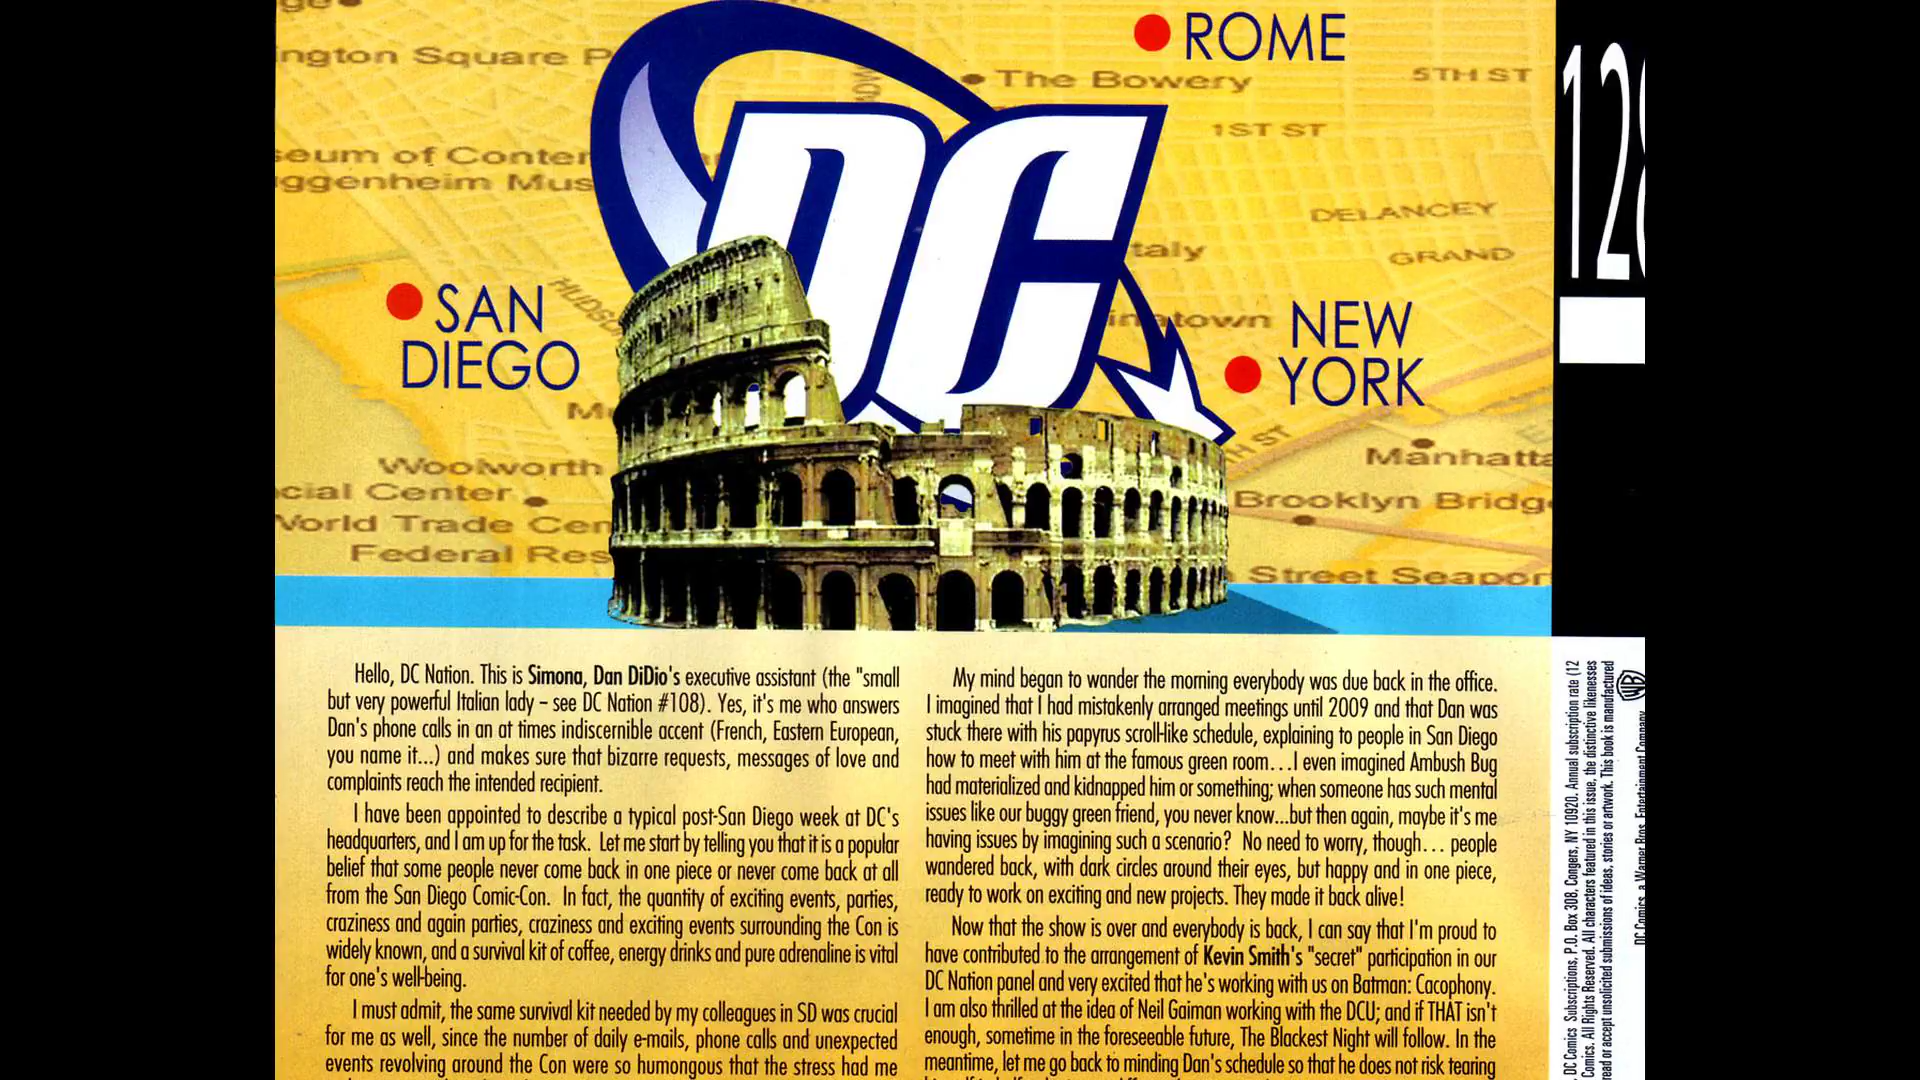 ROME
ngton Square P
The Bowery
5TH ST
1ST ST
seum of Conten
ggenheim Mus
DELANCEY
DC
taly
GRAND
SAN
DIEGO
HUDSO
NEW
YORK
inatown
Woolworth
H ST
Manhatta
cial Center
Brooklyn Bridg
World Trade Cen
Federal Res
Street Seapor
128
Hello, DC Nation. This is Simona, Dan DiDio's executive assistant (the "small
but very powerful Italian lady – see DC Nation #108). Yes, it's me who answers
Dan's phone calls in an at times indiscernible accent (French, Eastern European,
you name it...) and makes sure that bizarre requests, messages of love and
complaints reach the intended recipient.
I have been appointed to describe a typical post-San Diego week at DC's
headquarters, and I am up for the task. Let me start by telling you that it is a popular
belief that some people never come back in one piece or never come back at all
from the San Diego Comic-Con. In fact, the quantity of exciting events, parties,
craziness and again parties, craziness and exciting events surrounding the Con is
widely known, and a survival kit of coffee, energy drinks and pure adrenaline is vital
for one's well-being.
I must admit, the same survival kit needed by my colleagues in SD was crucial
for me as well, since the number of daily e-mails, phone calls and unexpected
events revolving around the Con were so humongous that the stress had me
My mind began to wander the morning everybody was due back in the office.
I imagined that I had mistakenly arranged meetings until 2009 and that Dan was
stuck there with his papyrus scroll-like schedule, explaining to people in San Diego
how to meet with him at the famous green room...I even imagined Ambush Bug
had materialized and kidnapped him or something; when someone has such mental
issues like our buggy green friend, you never know...but then again, maybe it's me
having issues by imagining such a scenario? No need to worry, though... people
wandered back, with dark circles around their eyes, but happy and in one piece,
ready to work on exciting and new projects. They made it back alive!
Now that the show is over and everybody is back, I can say that I'm proud to
have contributed to the arrangement of Kevin Smith's "secret" participation in our
DC Nation panel and very excited that he's working with us on Batman: Cacophony.
I am also thrilled at the idea of Neil Gaiman working with the DCU; and if THAT isn't
enough, sometime in the foreseeable future, The Blackest Night will follow. In the
meantime, let me go back to minding Dan's schedule so that he does not risk tearing
DC Comics Subscriptions, P.O. Box 308, Congers, NY 10920. Annual subscription rate (12
Comics. All Rights Reserved. All characters featured in this issue, the distinctive likenesses
read or accept unsolicited submissions of ideas, stories or artwork. This book is manufactured
WB
DC Comics, a Warner Bros. Entertainment Company